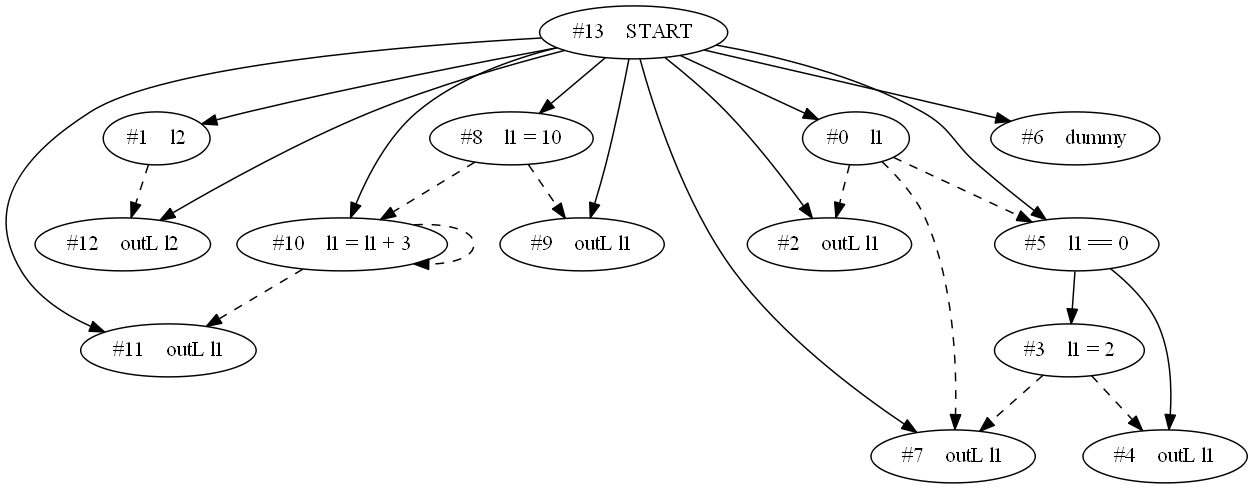 #13 START
#1 l2
#8 l1 = 10
#0 l1
#6 dummy
#12 outL l2
#10 l1 = l1 + 3
#9 outL l1
#2 outL l1
#5 l1 == 0
#11 outL l1
#3 l1 = 2
#7 outL l1
#4 outL l1